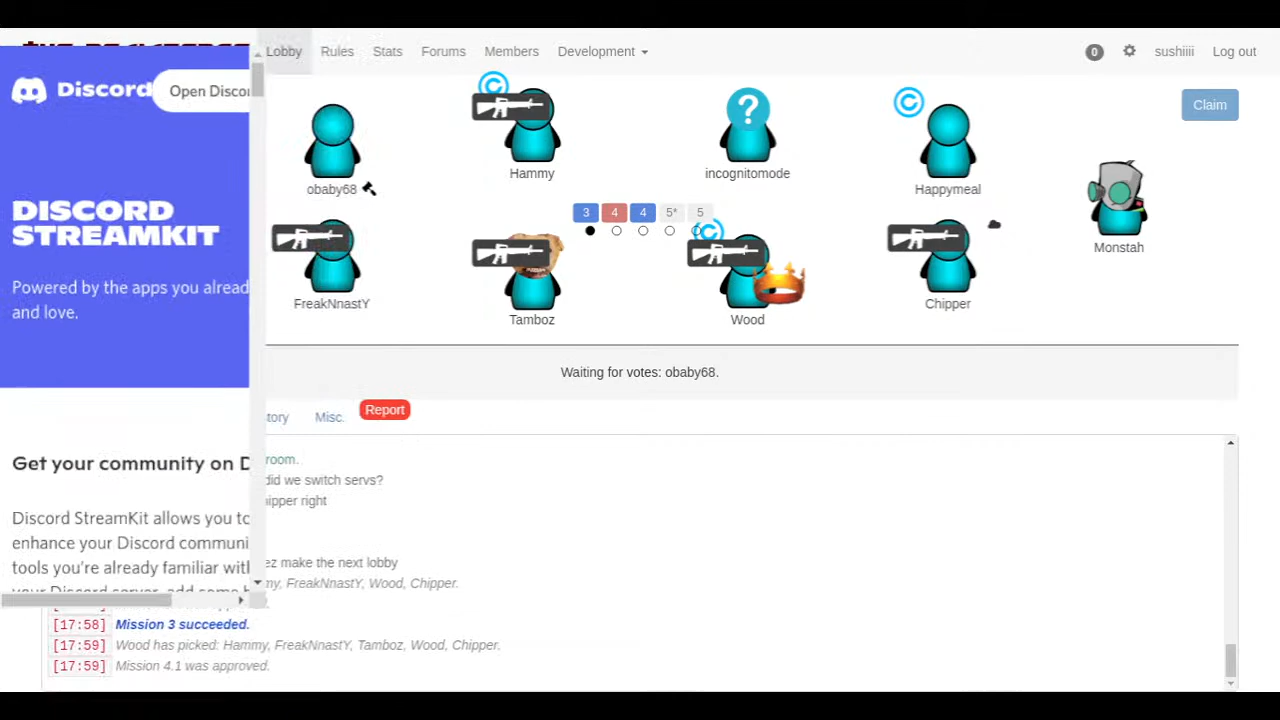 Lobby Rules Stats Forums Members Development 0 sushiiii Log out
Discord
Open Discor
DISCORD
STREAMKIT
Powered by the apps you alread
and love.
Get your community on D
Discord StreamKit allows you to
enhance your Discord communi
tools you're already familiar with
C
C
?
Claim
obaby68
Hammy
incognitomode
Happymeal
Monstah
3 4 4 5* 5
C
FreakNnastY
Tamboz
Wood
Chipper
Waiting for votes: obaby68.
tory Misc. Report
room.
did we switch servs?
hipper right
ez make the next lobby
my, FreakNnastY, Wood, Chipper.
[17:58] Mission 3 succeeded.
[17:59] Wood has picked: Hammy, FreakNnastY, Tamboz, Wood, Chipper.
[17:59] Mission 4.1 was approved.